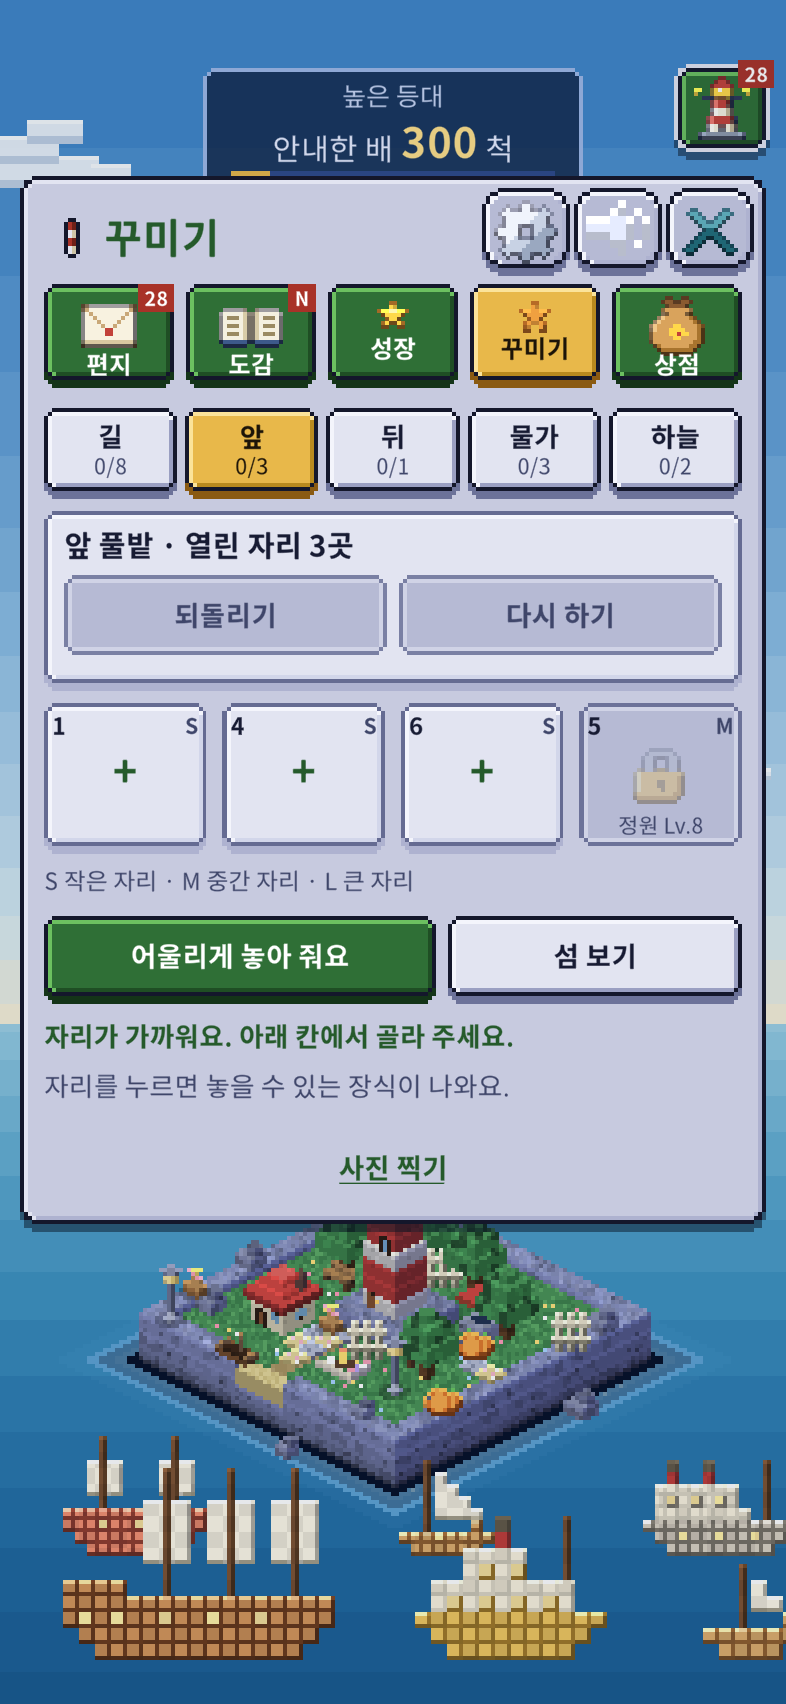 높은 등대
안내한 배 300 척
28
꾸미기
28
편지
N
도감
성장
꾸미기
상점
길
0/8
앞
0/3
뒤
0/1
물가
0/3
하늘
0/2
앞 풀밭 · 열린 자리 3곳
되돌리기
다시 하기
1 S
+
4 S
+
6 S
+
5 M
정원 Lv.8
S 작은 자리 · M 중간 자리 · L 큰 자리
어울리게 놓아 줘요
섬 보기
자리가 가까워요. 아래 칸에서 골라 주세요.
자리를 누르면 놓을 수 있는 장식이 나와요.
사진 찍기